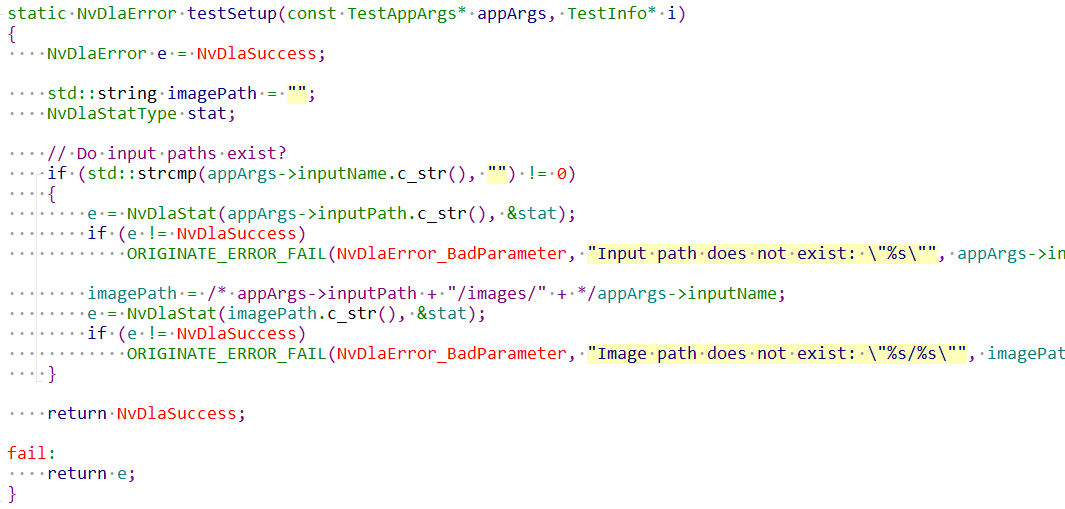 static NvDlaError testSetup(const TestAppArgs* appArgs, TestInfo* i)
{
    NvDlaError e = NvDlaSuccess;

    std::string imagePath = "";
    NvDlaStatType stat;

    // Do input paths exist?
    if (std::strcmp(appArgs->inputName.c_str(), "") != 0)
    {
        e = NvDlaStat(appArgs->inputPath.c_str(), &stat);
        if (e != NvDlaSuccess)
            ORIGINATE_ERROR_FAIL(NvDlaError_BadParameter, "Input path does not exist: \"%s\"", appArgs->in

        imagePath = /* appArgs->inputPath + "/images/" + */appArgs->inputName;
        e = NvDlaStat(imagePath.c_str(), &stat);
        if (e != NvDlaSuccess)
            ORIGINATE_ERROR_FAIL(NvDlaError_BadParameter, "Image path does not exist: \"%s/%s\"", imagePat
    }

    return NvDlaSuccess;

fail:
    return e;
}